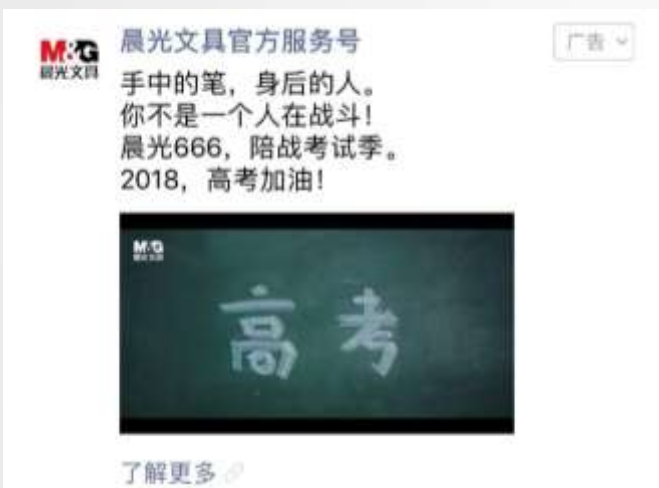 晨光文具官方服务号
广告
M&G
晨光文具
手中的笔，身后的人。
你不是一个人在战斗！
晨光666，陪战考试季。
2018，高考加油！
M&G
晨光文具
高考
了解更多